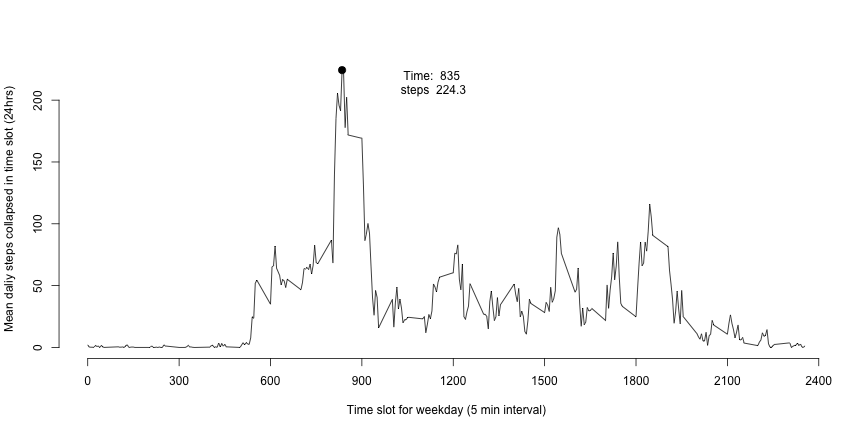 Time: 835
steps 224.3
Mean daliy steps collapsed in time slot (24hrs)
0
50
100
150
200
0 300 600 900 1200 1500 1800 2100 2400
Time slot for weekday (5 min interval)